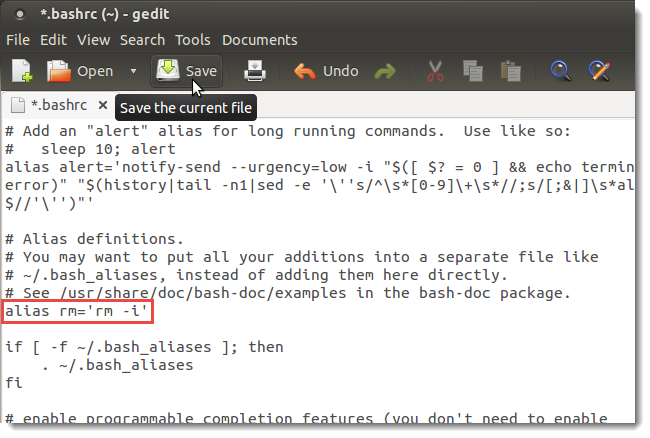 *.bashrc (~) - gedit
File Edit View Search Tools Documents
Open Save Undo
*.bashrc
Save the current file
# Add an "alert" alias for long running commands.  Use like so:
#   sleep 10; alert
alias alert='notify-send --urgency=low -i "$([ $? = 0 ] && echo termin
error)" "$(history|tail -n1|sed -e '\''s/^\s*[0-9]\+\s*//;s/[;&|]\s*al
$//'\'')"'
# Alias definitions.
# You may want to put all your additions into a separate file like
# ~/.bash_aliases, instead of adding them here directly.
# See /usr/share/doc/bash-doc/examples in the bash-doc package.
alias rm='rm -i'
if [ -f ~/.bash_aliases ]; then
    . ~/.bash_aliases
fi
# enable programmable completion features (you don't need to enable